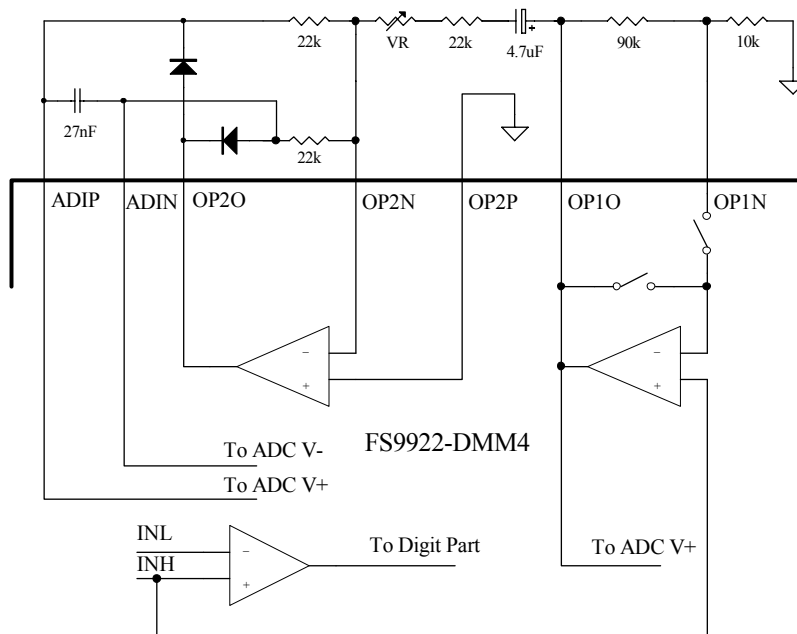 22k
VR
22k
4.7uF
+
90k
10k
27nF
22k
ADIP
ADIN
OP2O
OP2N
OP2P
OP1O
OP1N
−
+
−
+
FS9922-DMM4
To ADC V-
To ADC V+
INL
INH
−
+
To Digit Part
To ADC V+